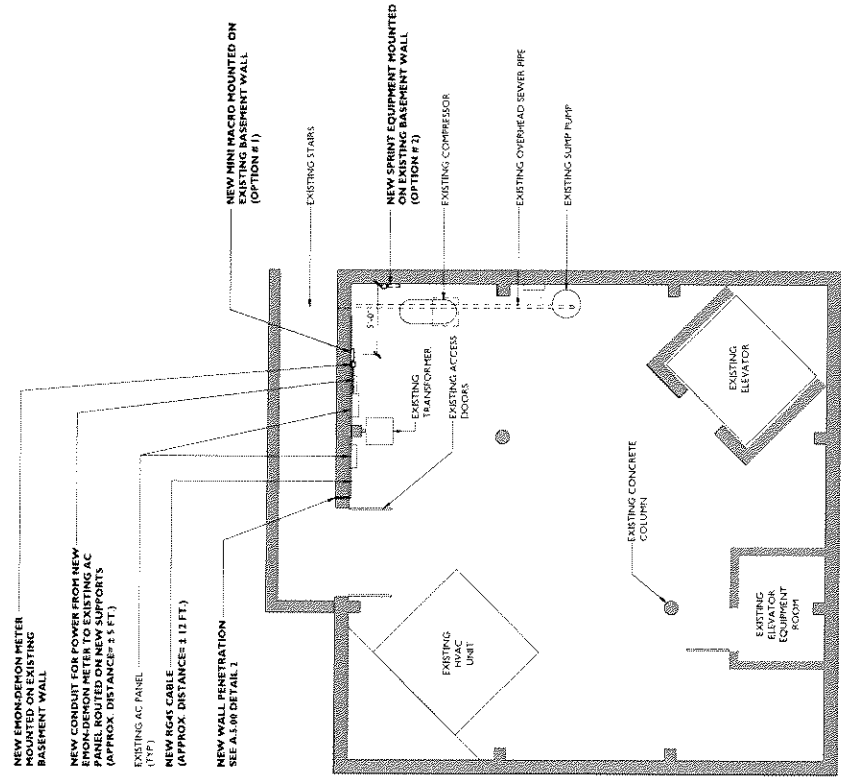 NEW EMON-DEMON METER
MOUNTED ON EXISTING
BASEMENT WALL
NEW CONDUIT FOR POWER FROM NEW
EMON-DEMON METER TO EXISTING AC
PANEL ROUTED ON NEW SUPPORTS
(APPROX. DISTANCE= ± 5 FT.)
EXISTING AC PANEL
(TYP.)
NEW RG45 CABLE
(APPROX. DISTANCE= ± 12 FT.)
NEW WALL PENETRATION
SEE A.5.00 DETAIL 2
NEW MINI MACRO MOUNTED ON
EXISTING BASEMENT WALL
(OPTION # 1)
EXISTING STAIRS
NEW SPRINT EQUIPMENT MOUNTED
ON EXISTING BASEMENT WALL
(OPTION # 2)
EXISTING COMPRESSOR
EXISTING OVERHEAD SEWER PIPE
EXISTING SUMP PUMP
5'-0"
EXISTING
TRANSFORMER
EXISTING ACCESS
DOORS
EXISTING
HVAC
UNIT
EXISTING CONCRETE
COLUMN
EXISTING
ELEVATOR
EXISTING
ELEVATOR
EQUIPMENT
ROOM